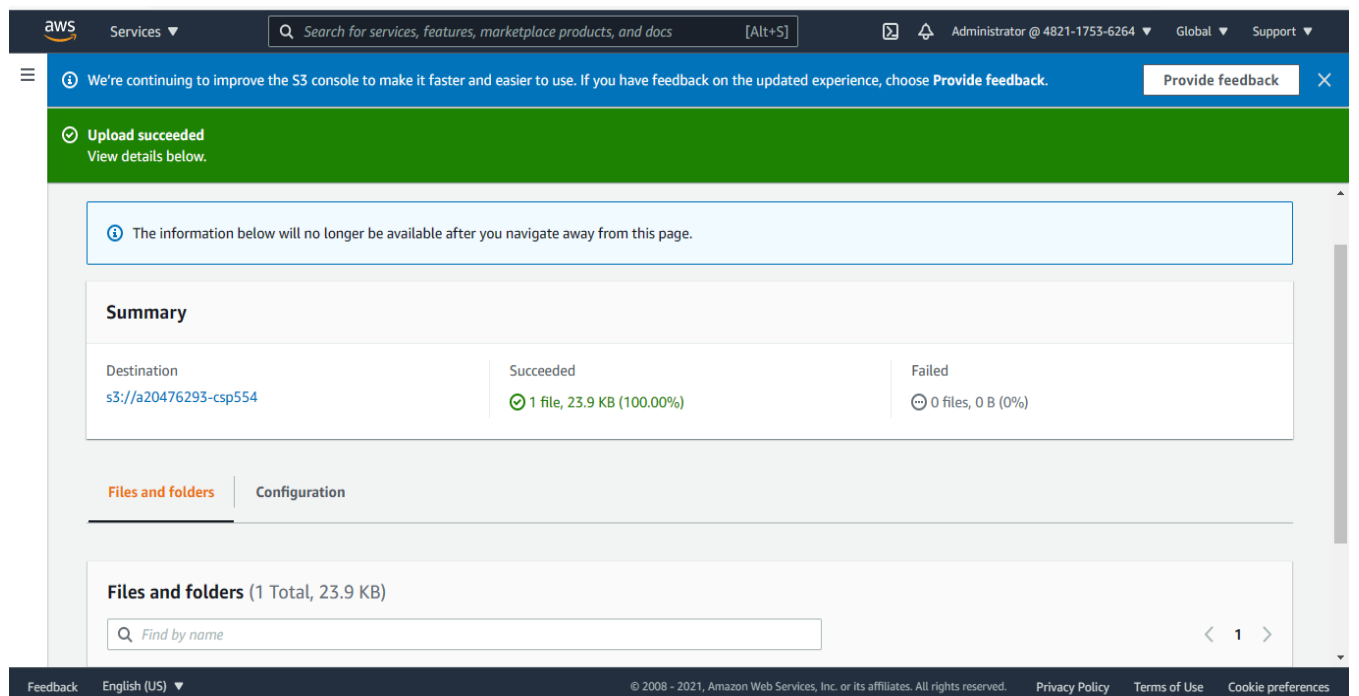 aws Services ▼ Search for services, features, marketplace products, and docs [Alt+S] Administrator @ 4821-1753-6264 ▼ Global ▼ Support ▼
We're continuing to improve the S3 console to make it faster and easier to use. If you have feedback on the updated experience, choose Provide feedback. Provide feedback
Upload succeeded
View details below.
The information below will no longer be available after you navigate away from this page.
Summary
Destination Succeeded Failed
s3://a20476293-csp554 1 file, 23.9 KB (100.00%) 0 files, 0 B (0%)
Files and folders Configuration
Files and folders (1 Total, 23.9 KB)
Find by name 1
Feedback English (US) ▼ © 2008 - 2021, Amazon Web Services, Inc. or its affiliates. All rights reserved. Privacy Policy Terms of Use Cookie preferences